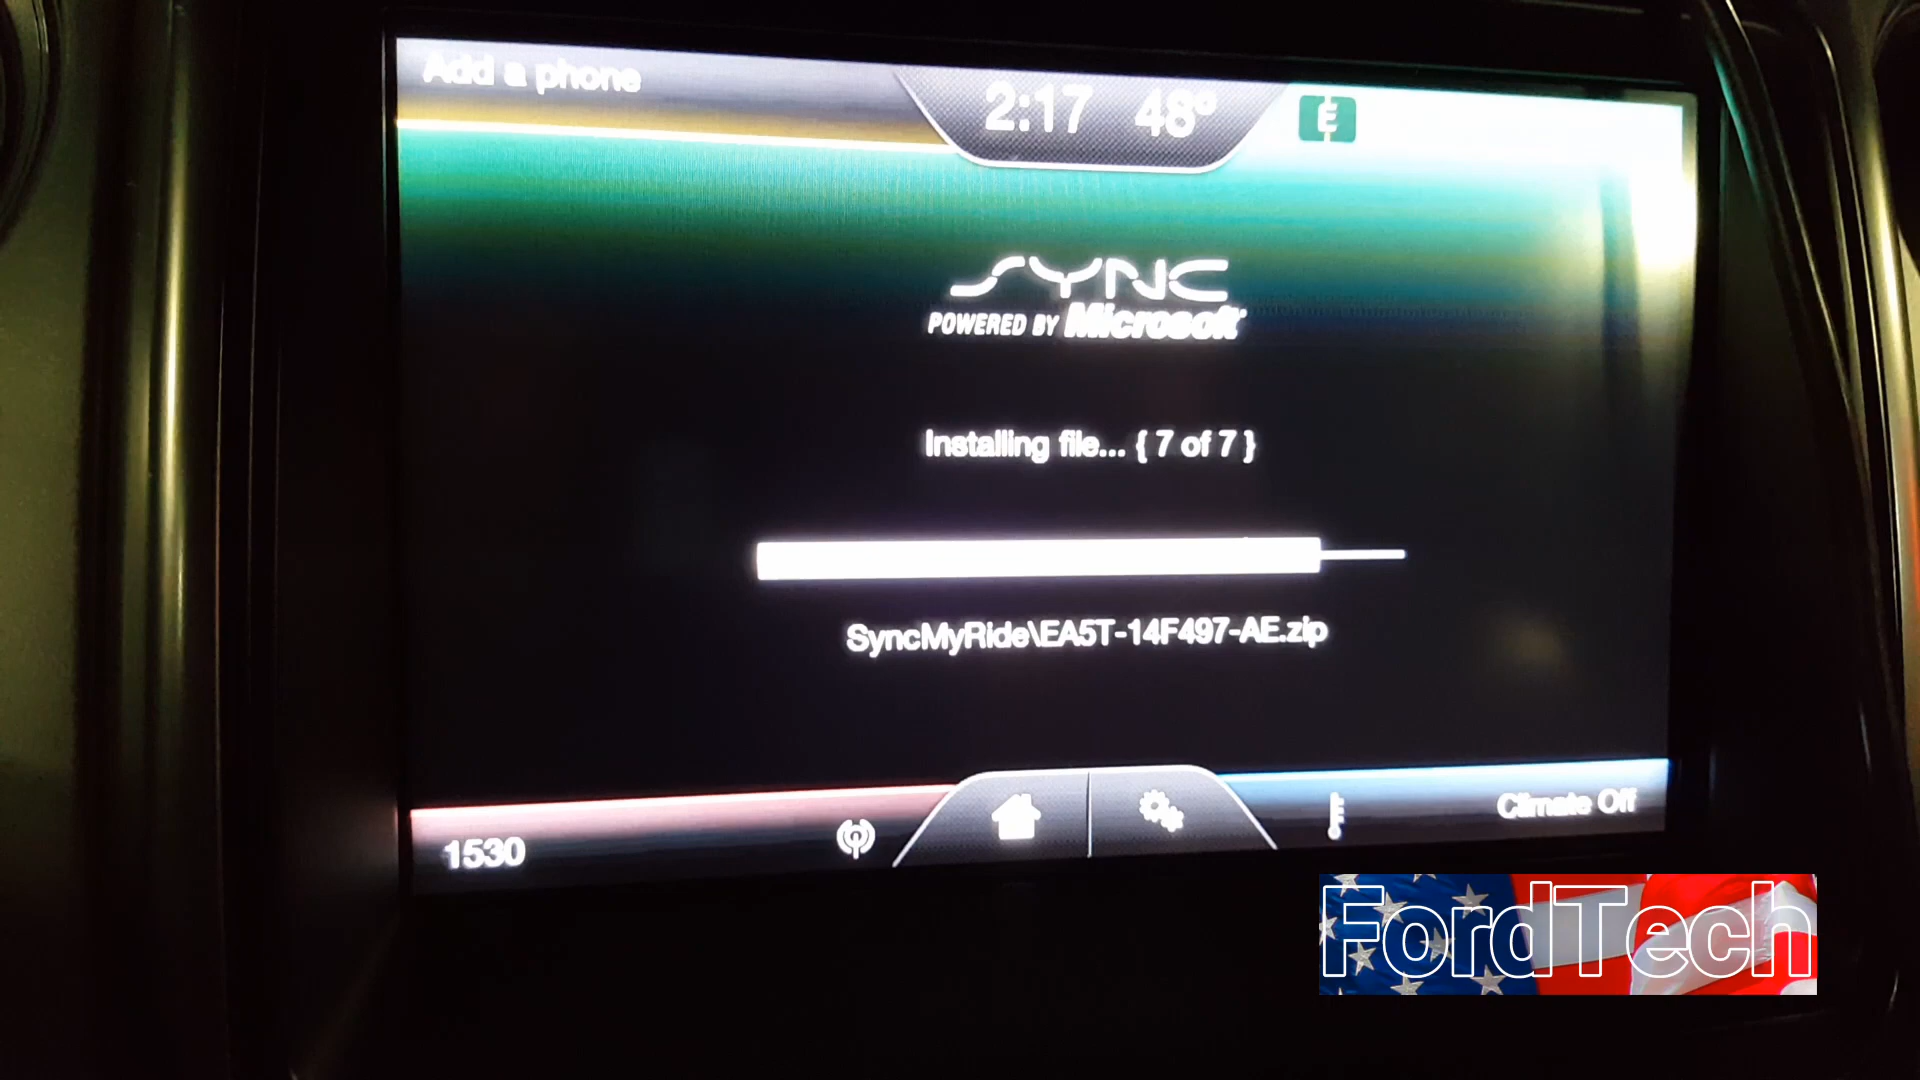 Add a phone
2:17 48°
E
SYNC
POWERED BY Microsoft
Installing file... { 7 of 7 }
SyncMyRide\EA5T-14F497-AE.zip
1530
Climate Off
FordTech